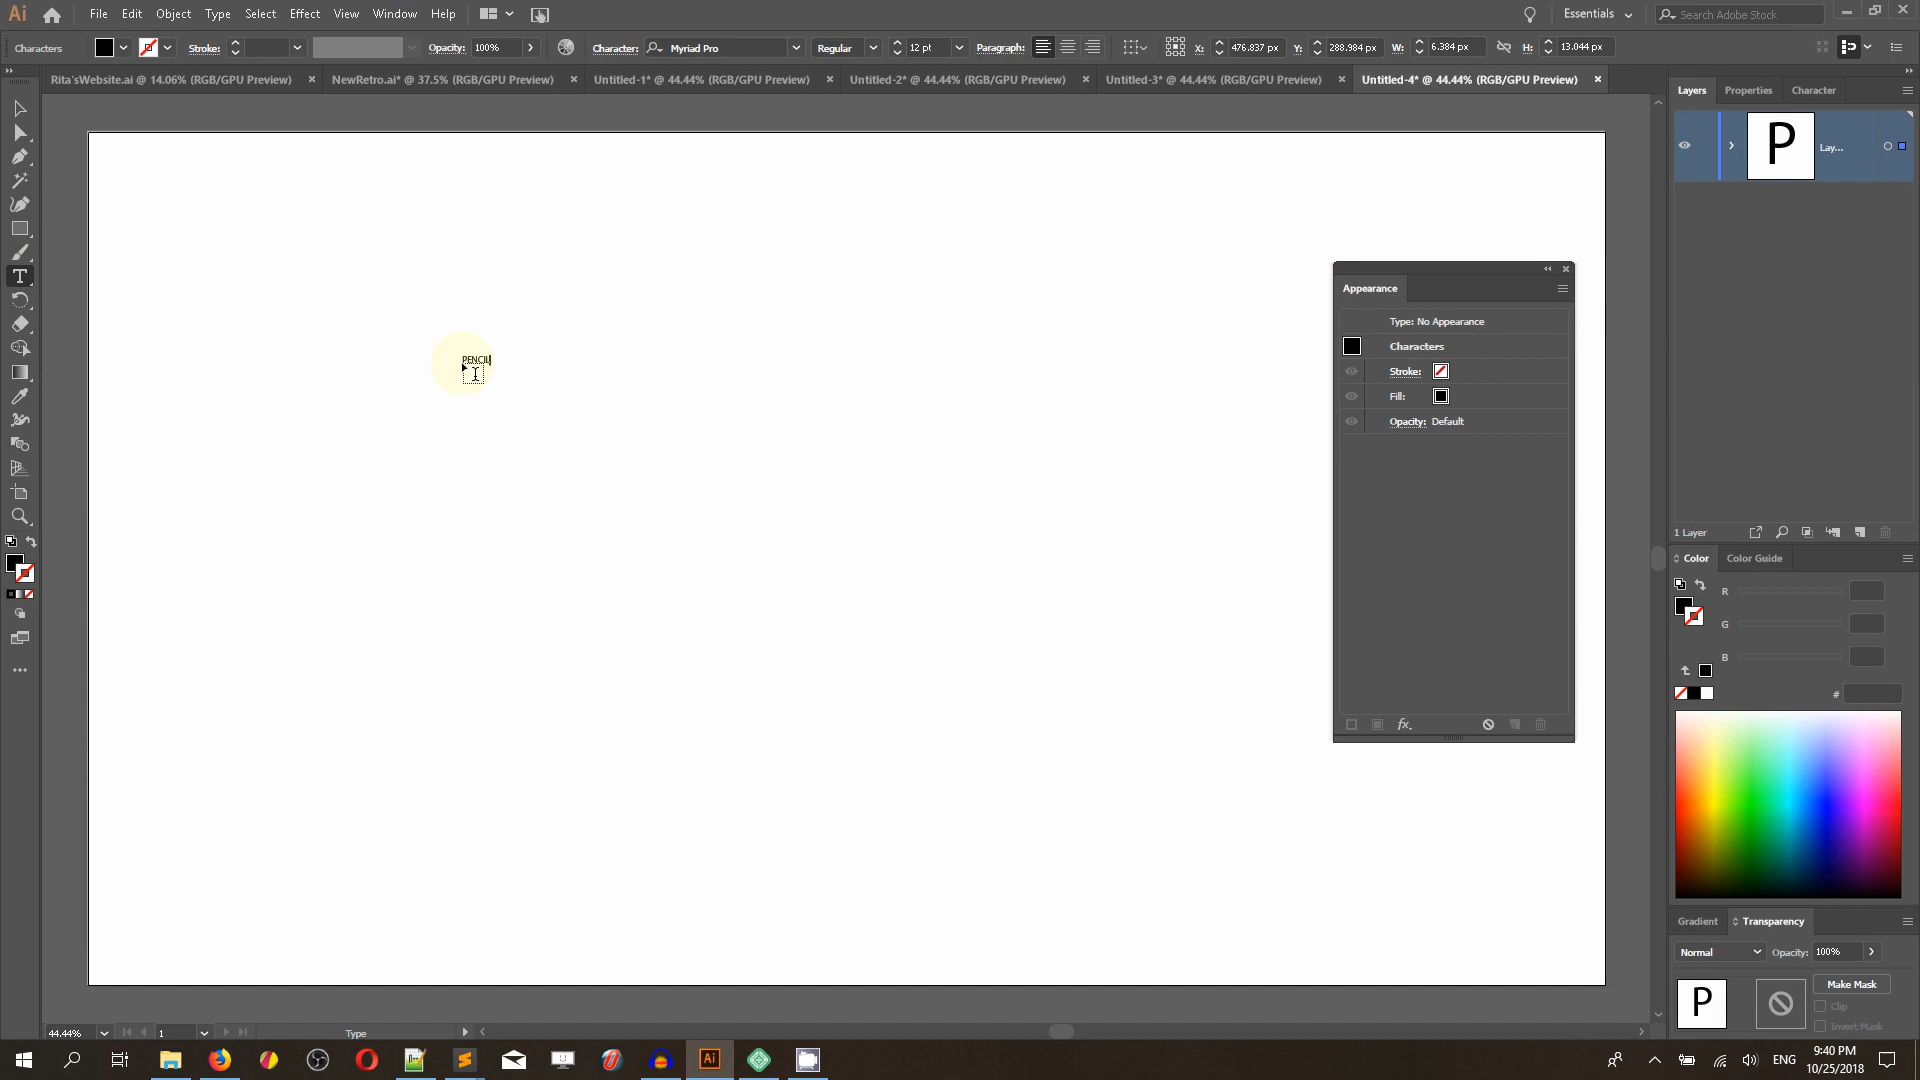 Ai File Edit Object Type Select Effect View Window Help Essentials Search Adobe Stock
Characters Stroke: Opacity: 100% Character: Myriad Pro Regular 12 pt Paragraph: X: 476.837 px Y: 288.984 px W: 6.384 px H: 13.044 px
Rita'sWebsite.ai @ 14.06% (RGB/GPU Preview) × NewRetro.ai* @ 37.5% (RGB/GPU Preview) × Untitled-1* @ 44.44% (RGB/GPU Preview) × Untitled-2* @ 44.44% (RGB/GPU Preview) × Untitled-3* @ 44.44% (RGB/GPU Preview) × Untitled-4* @ 44.44% (RGB/GPU Preview) ×
Layers Properties Character
P Lay...
PENCIL
Appearance
Type: No Appearance
Characters
Stroke:
Fill:
Opacity: Default
fx.
1 Layer
Color Color Guide
R
G
B
#
Gradient Transparency
Normal Opacity: 100%
P Make Mask
Clip
Invert Mask
44.44% 1 Type
Ai ENG 9:40 PM
10/25/2018